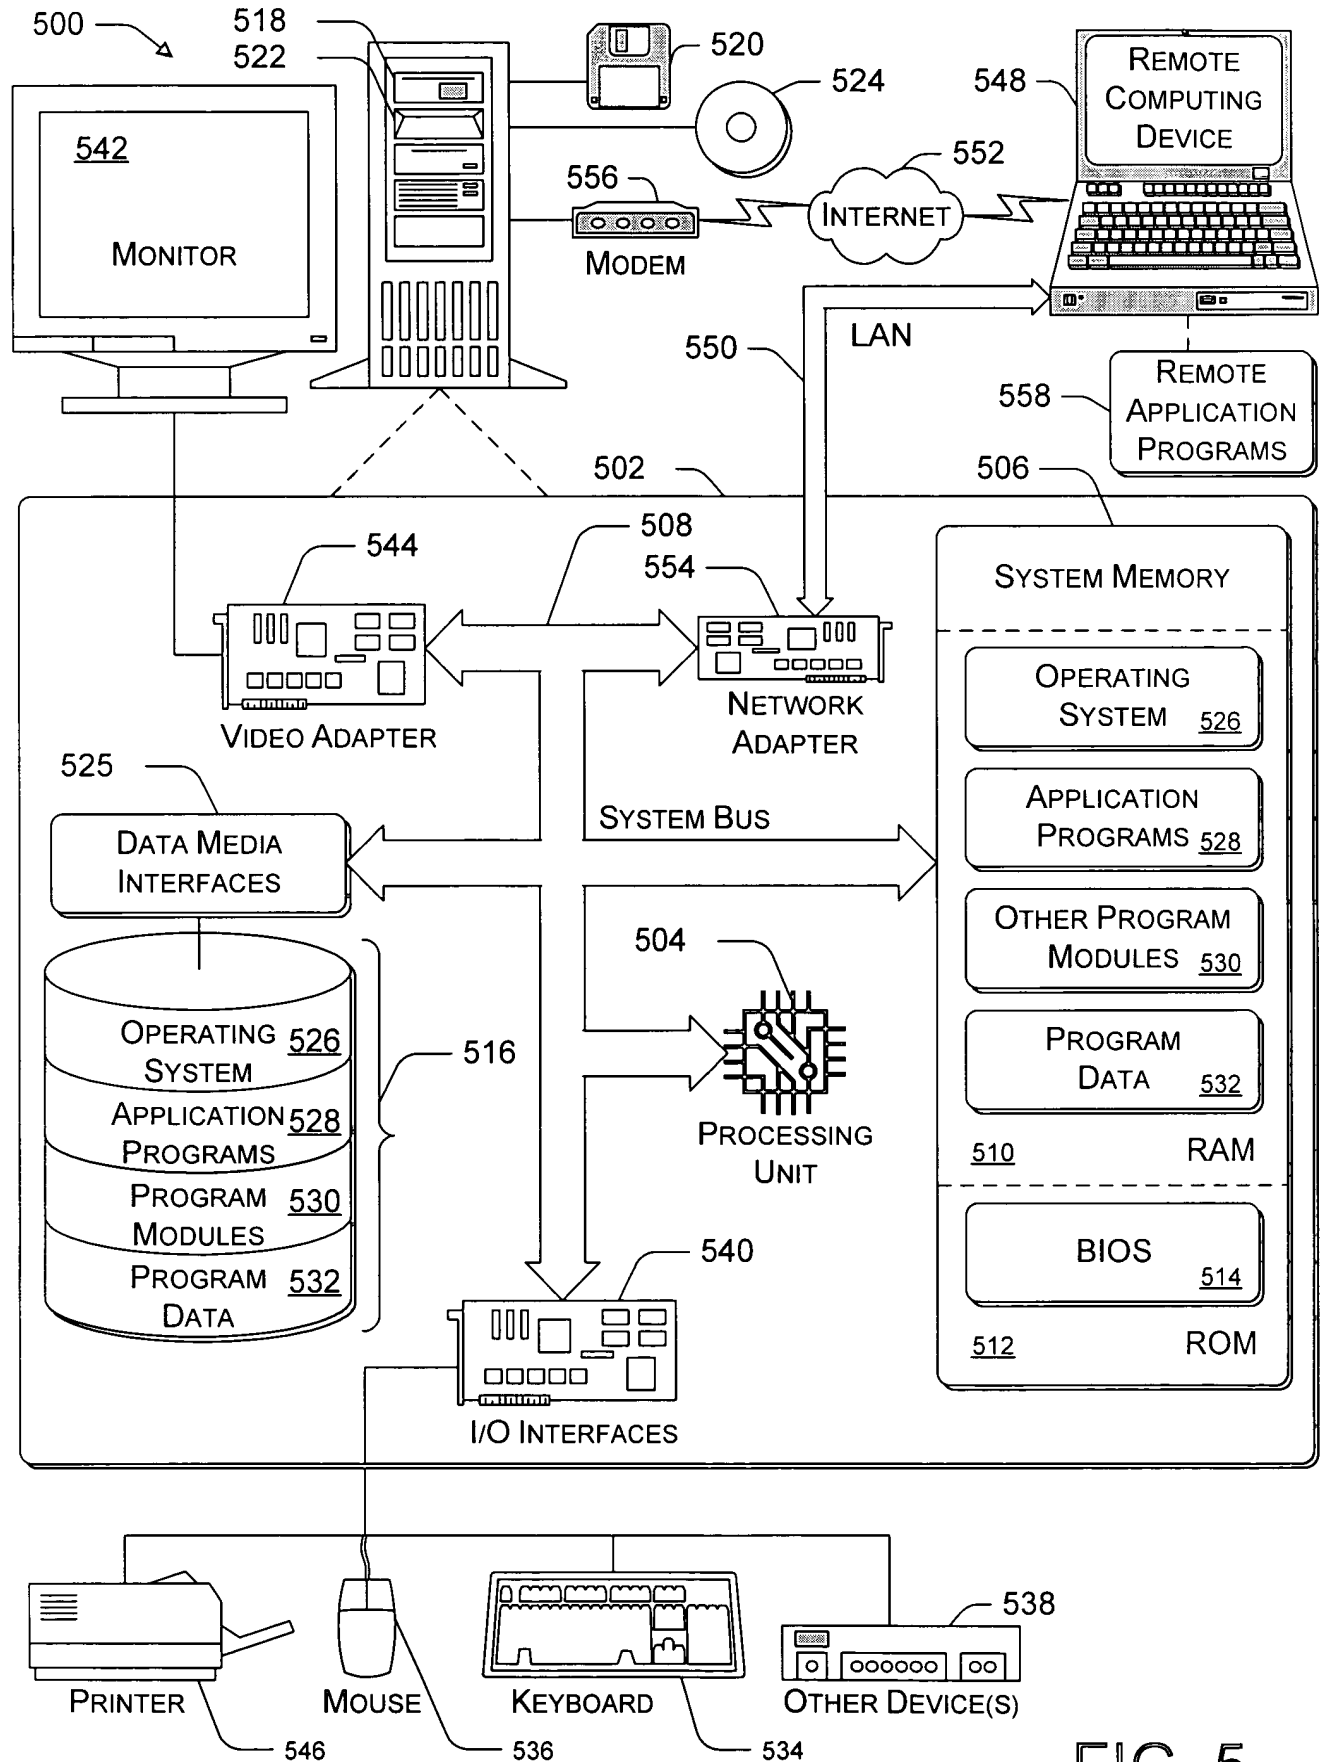 500
518
522
520
524
548
REMOTE
COMPUTING
DEVICE
542
MONITOR
556
MODEM
552
INTERNET
550
LAN
558
REMOTE
APPLICATION
PROGRAMS
502
506
508
544
554
SYSTEM MEMORY
VIDEO ADAPTER
NETWORK
ADAPTER
OPERATING
SYSTEM 526
525
DATA MEDIA
INTERFACES
SYSTEM BUS
APPLICATION
PROGRAMS 528
OTHER PROGRAM
MODULES 530
504
PROCESSING
UNIT
PROGRAM
DATA 532
510 RAM
OPERATING 526
SYSTEM
APPLICATION 528
PROGRAMS
PROGRAM 530
MODULES
PROGRAM 532
DATA
516
540
I/O INTERFACES
BIOS
514
512 ROM
PRINTER
546
MOUSE
536
KEYBOARD
534
538
OTHER DEVICE(S)
FIG. 5